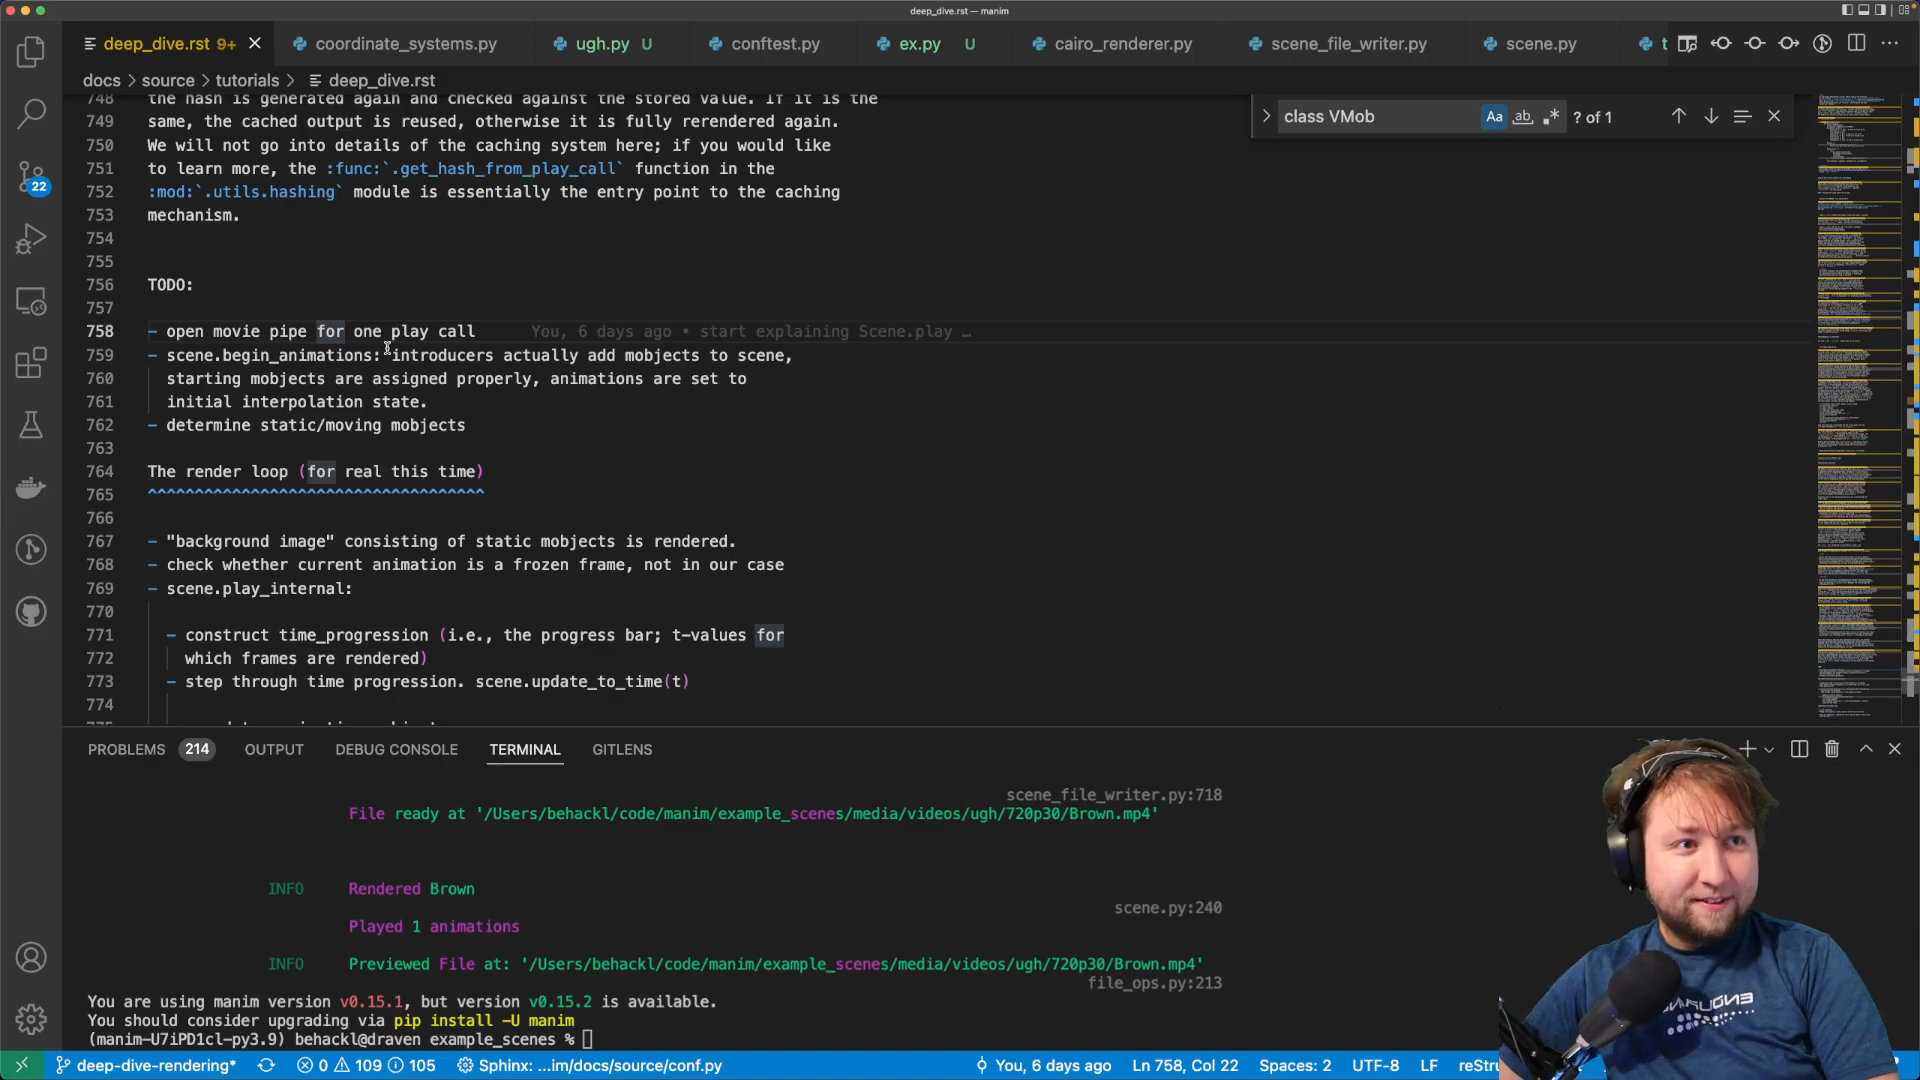 deep_dive.rst — manim
deep_dive.rst 9+
coordinate_systems.py
ugh.py U
conftest.py
ex.py U
cairo_renderer.py
scene_file_writer.py
scene.py
t
docs > source > tutorials > deep_dive.rst
class VMob
Aa
ab
? of 1
748 the hash is generated again and checked against the stored value. If it is the
749 same, the cached output is reused, otherwise it is fully rerendered again.
750 We will not go into details of the caching system here; if you would like
751 to learn more, the :func:`.get_hash_from_play_call` function in the
752 :mod:`.utils.hashing` module is essentially the entry point to the caching
753 mechanism.
754
755
756 TODO:
757
758 - open movie pipe for one play call You, 6 days ago • start explaining Scene.play …
759 - scene.begin_animations: introducers actually add mobjects to scene,
760 starting mobjects are assigned properly, animations are set to
761 initial interpolation state.
762 - determine static/moving mobjects
763
764 The render loop (for real this time)
765 ^^^^^^^^^^^^^^^^^^^^^^^^^^^^^^^^^^^^
766
767 - "background image" consisting of static mobjects is rendered.
768 - check whether current animation is a frozen frame, not in our case
769 - scene.play_internal:
770
771 - construct time_progression (i.e., the progress bar; t-values for
772 which frames are rendered)
773 - step through time progression. scene.update_to_time(t)
774
22
PROBLEMS 214 OUTPUT DEBUG CONSOLE TERMINAL GITLENS
scene_file_writer.py:718
File ready at '/Users/behackl/code/manim/example_scenes/media/videos/ugh/720p30/Brown.mp4'
INFO Rendered Brown
scene.py:240
Played 1 animations
INFO Previewed File at: '/Users/behackl/code/manim/example_scenes/media/videos/ugh/720p30/Brown.mp4'
file_ops.py:213
You are using manim version v0.15.1, but version v0.15.2 is available.
You should consider upgrading via pip install -U manim
(manim-U7iPD1cl-py3.9) behackl@draven example_scenes %
deep-dive-rendering* 0 109 105 Sphinx: ...im/docs/source/conf.py You, 6 days ago Ln 758, Col 22 Spaces: 2 UTF-8 LF reStru